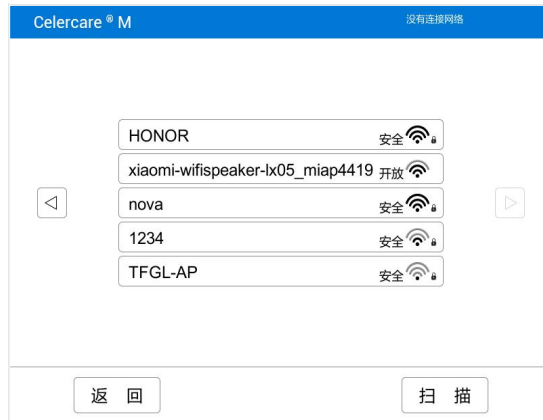 Celercare ® M 没有连接网络
HONOR 安全
xiaomi-wifispeaker-lx05_miap4419 开放
nova 安全
1234 安全
TFGL-AP 安全
返 回 扫 描